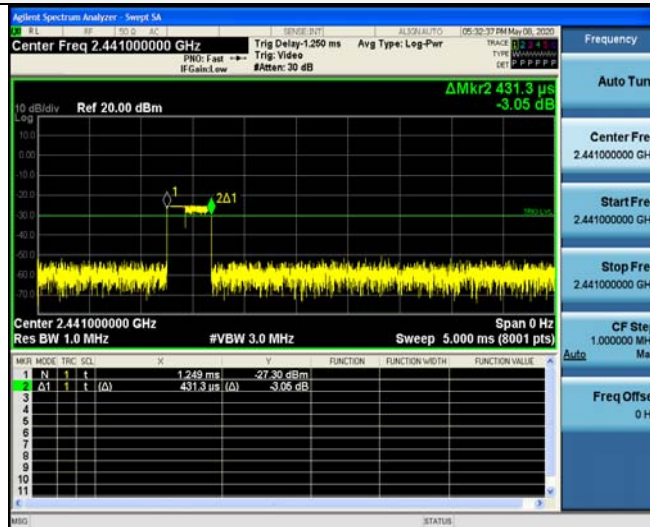 Agilent Spectrum Analyzer - Swept SA
RL RF 50 Ω AC SENSE:INT ALIGN AUTO 05:32:37 PM May 08, 2020
Center Freq 2.441000000 GHz
Trig Delay-1.250 ms Avg Type: Log-Pwr TRACE 1 2 3 4 5 6
PNO: Fast Trig: Video TYPE
IFGain:Low #Atten: 30 dB DET P P P P P P
Frequency
ΔMkr2 431.3 µs
-3.05 dB
10 dB/div Ref 20.00 dBm
Log
10.0
0.00
-10.0
-20.0
1
2Δ1
-30.0
TRIG LVL
-40.0
-50.0
-60.0
-70.0
Center 2.441000000 GHz Span 0 Hz
Res BW 1.0 MHz #VBW 3.0 MHz Sweep 5.000 ms (8001 pts)
MKR MODE TRC SCL X Y FUNCTION FUNCTION WIDTH FUNCTION VALUE
1 N 1 t 1.249 ms -27.30 dBm
2 Δ1 1 t (Δ) 431.3 µs (Δ) -3.05 dB
3
4
5
6
7
8
9
10
11
MSG STATUS
Auto Tun
Center Fre
2.441000000 GH
Start Fre
2.441000000 GH
Stop Fre
2.441000000 GH
CF Ste
1.000000 MH
Auto Ma
Freq Offse
0 H